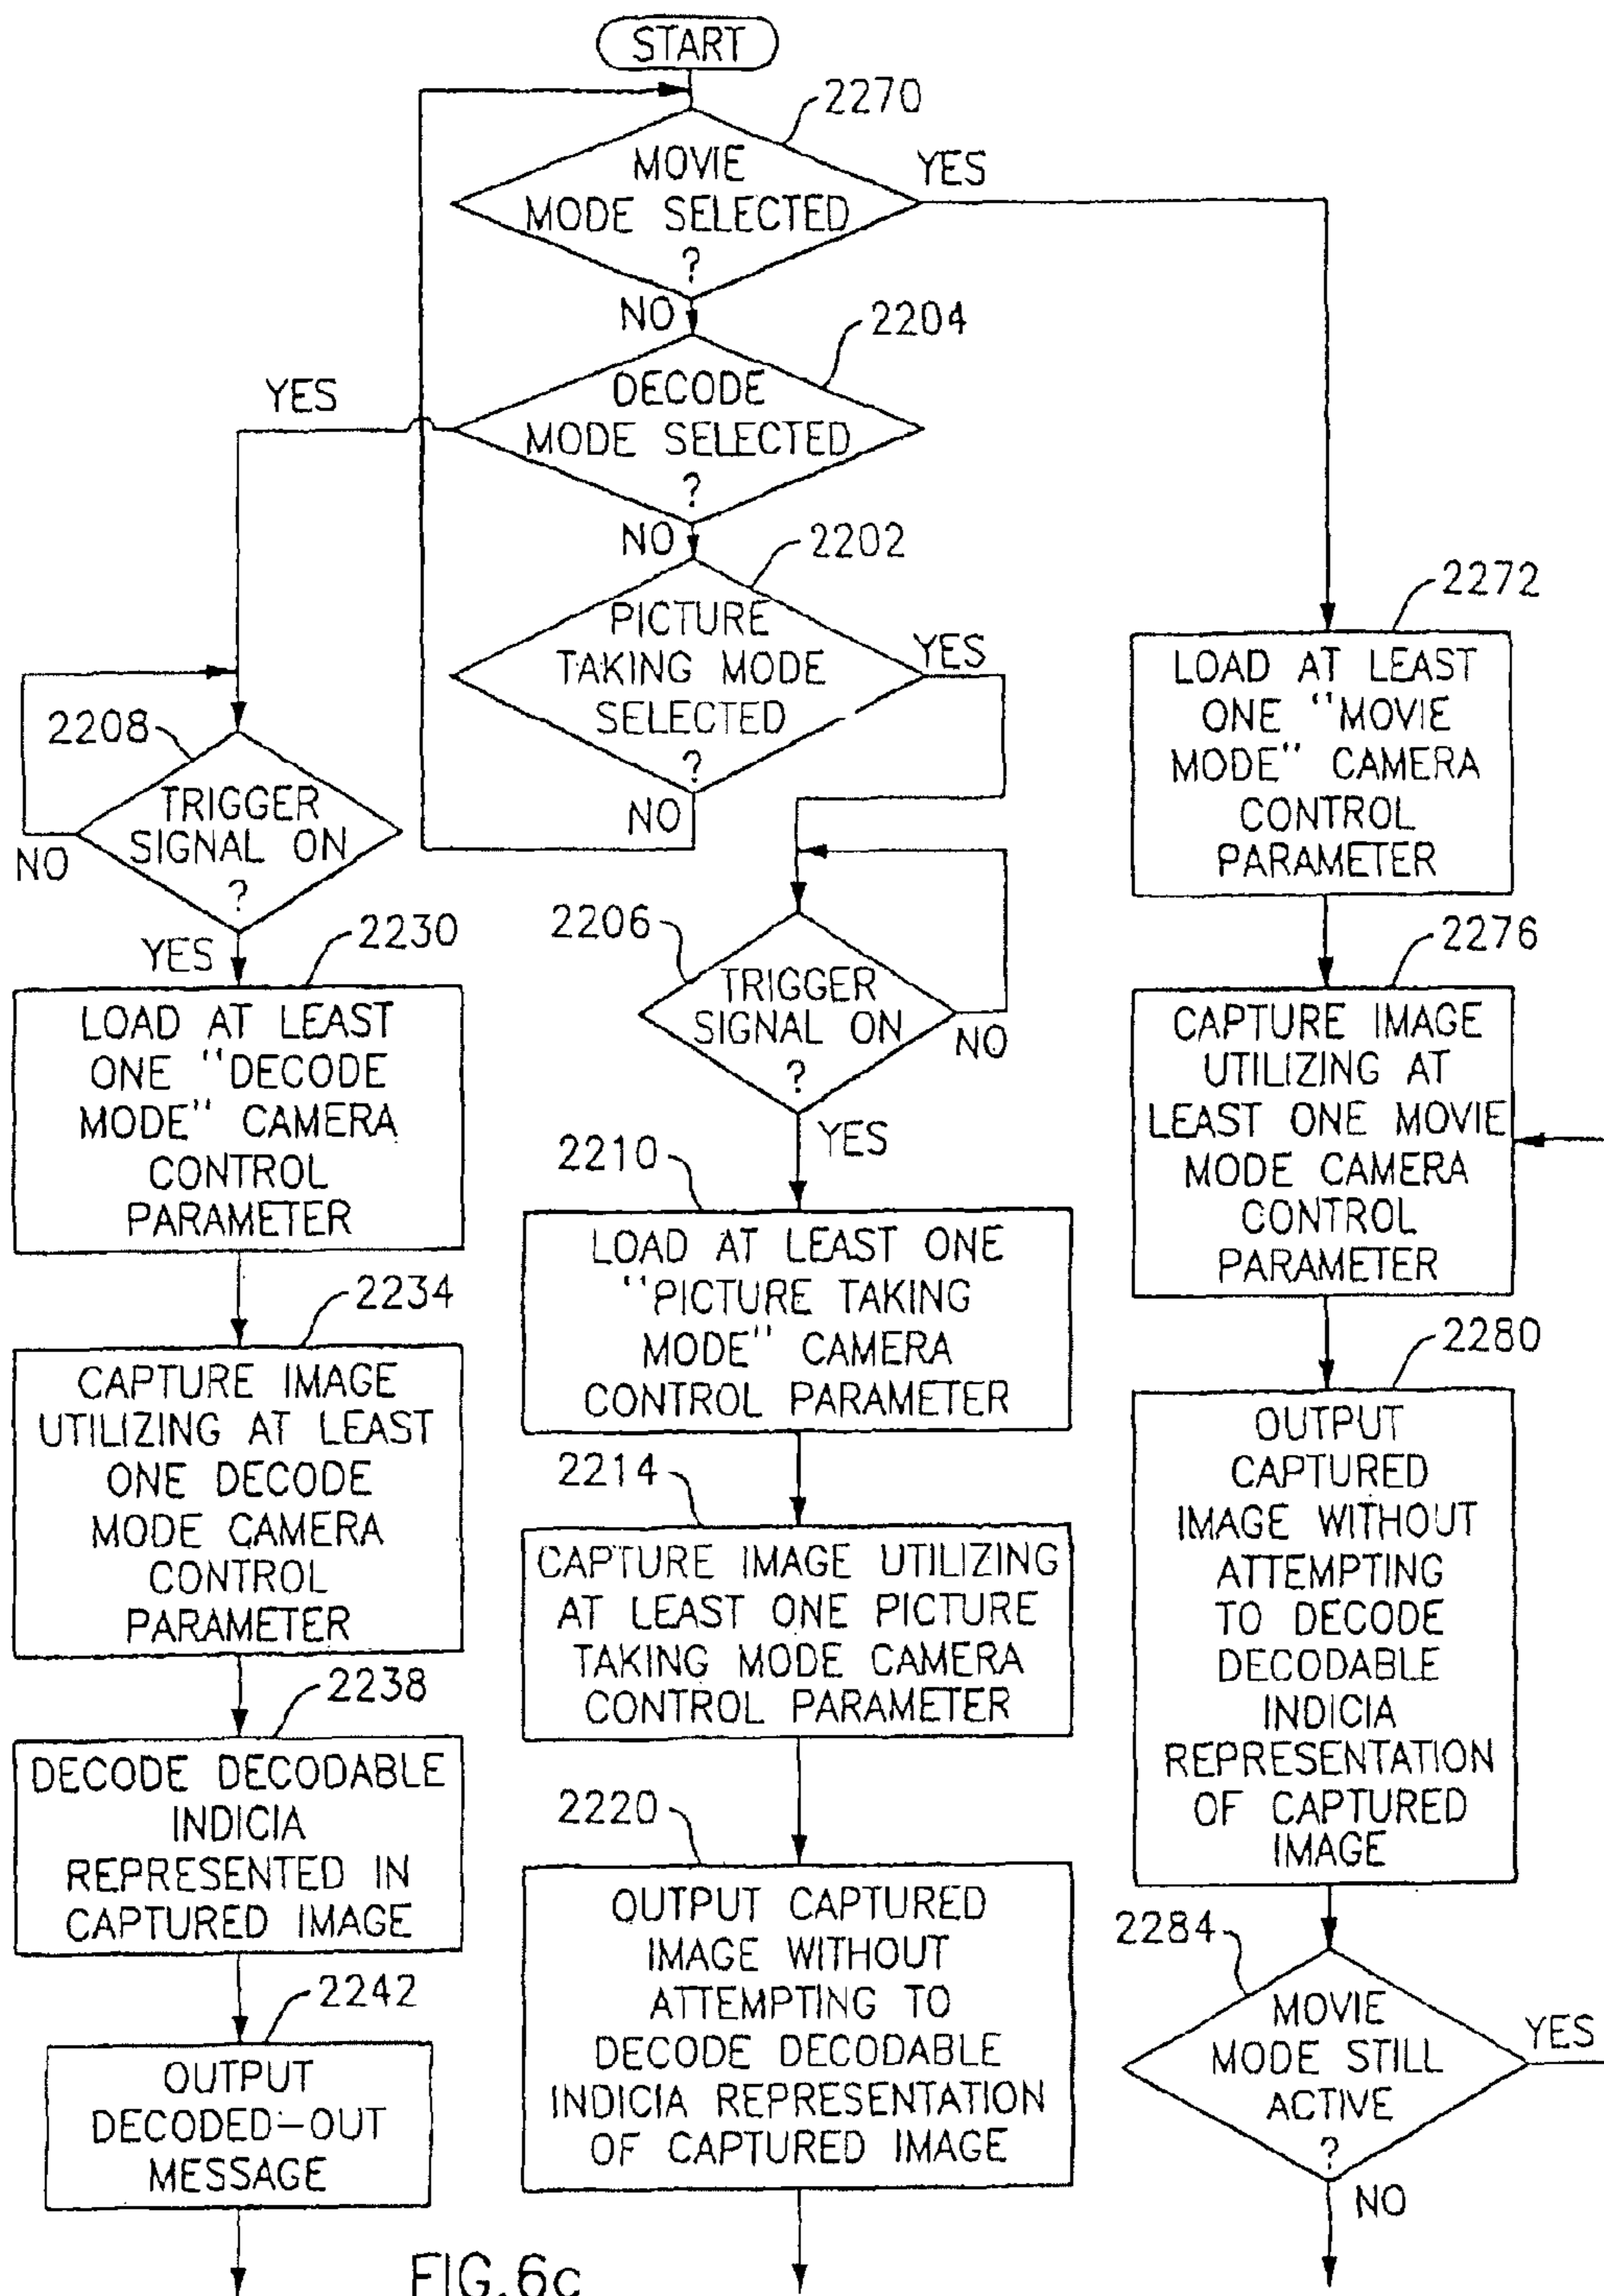 START
2270
MOVIE
MODE SELECTED
?
YES
NO
2204
DECODE
MODE SELECTED
?
YES
NO
2202
PICTURE
TAKING MODE
SELECTED
?
YES
NO
2208
TRIGGER
SIGNAL ON
?
NO
YES
2230
LOAD AT LEAST
ONE "DECODE
MODE" CAMERA
CONTROL
PARAMETER
2234
CAPTURE IMAGE
UTILIZING AT LEAST
ONE DECODE
MODE CAMERA
CONTROL
PARAMETER
2238
DECODE DECODABLE
INDICIA
REPRESENTED IN
CAPTURED IMAGE
2242
OUTPUT
DECODED-OUT
MESSAGE
2206
TRIGGER
SIGNAL ON
?
NO
YES
2210
LOAD AT LEAST ONE
"PICTURE TAKING
MODE" CAMERA
CONTROL PARAMETER
2214
CAPTURE IMAGE UTILIZING
AT LEAST ONE PICTURE
TAKING MODE CAMERA
CONTROL PARAMETER
2220
OUTPUT CAPTURED
IMAGE WITHOUT
ATTEMPTING TO
DECODE DECODABLE
INDICIA REPRESENTATION
OF CAPTURED IMAGE
2272
LOAD AT LEAST
ONE "MOVIE
MODE" CAMERA
CONTROL
PARAMETER
2276
CAPTURE IMAGE
UTILIZING AT
LEAST ONE MOVIE
MODE CAMERA
CONTROL
PARAMETER
2280
OUTPUT
CAPTURED
IMAGE WITHOUT
ATTEMPTING
TO DECODE
DECODABLE
INDICIA
REPRESENTATION
OF CAPTURED
IMAGE
2284
MOVIE
MODE STILL
ACTIVE
?
YES
NO
FIG.6c